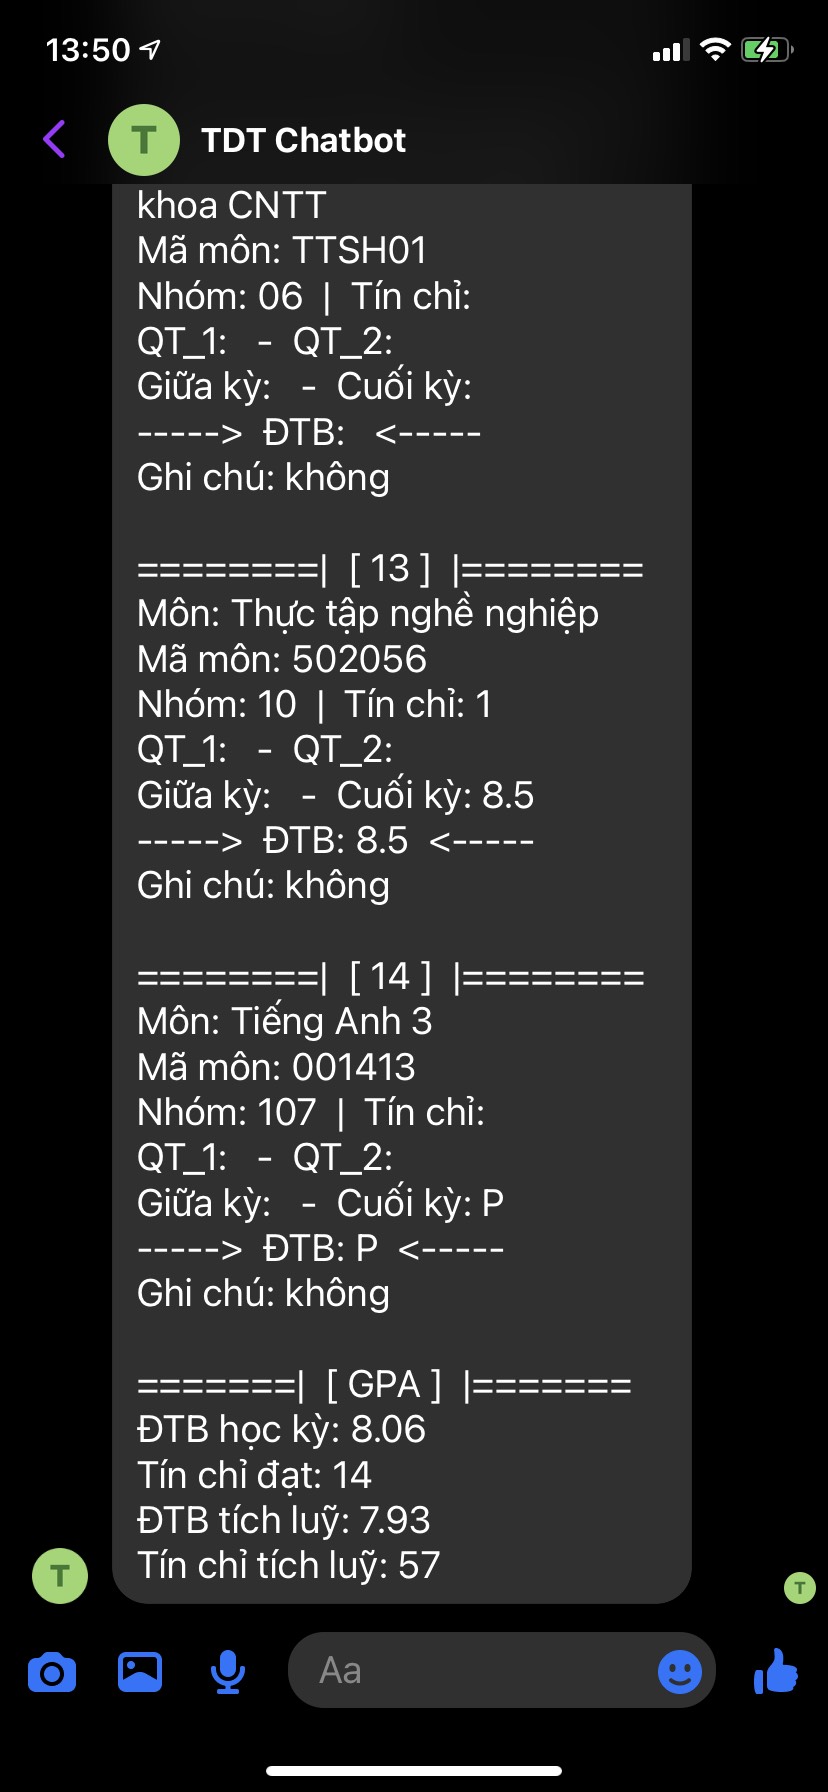 13:50
T
TDT Chatbot
khoa CNTT
Mã môn: TTSH01
Nhóm: 06 | Tín chỉ:
QT_1: - QT_2:
Giữa kỳ: - Cuối kỳ:
-----> ĐTB: <-----
Ghi chú: không
========| [ 13 ] |========
Môn: Thực tập nghề nghiệp
Mã môn: 502056
Nhóm: 10 | Tín chỉ: 1
QT_1: - QT_2:
Giữa kỳ: - Cuối kỳ: 8.5
-----> ĐTB: 8.5 <-----
Ghi chú: không
========| [ 14 ] |========
Môn: Tiếng Anh 3
Mã môn: 001413
Nhóm: 107 | Tín chỉ:
QT_1: - QT_2:
Giữa kỳ: - Cuối kỳ: P
-----> ĐTB: P <-----
Ghi chú: không
=======| [ GPA ] |=======
ĐTB học kỳ: 8.06
Tín chỉ đạt: 14
ĐTB tích luỹ: 7.93
Tín chỉ tích luỹ: 57
T
T
Aa